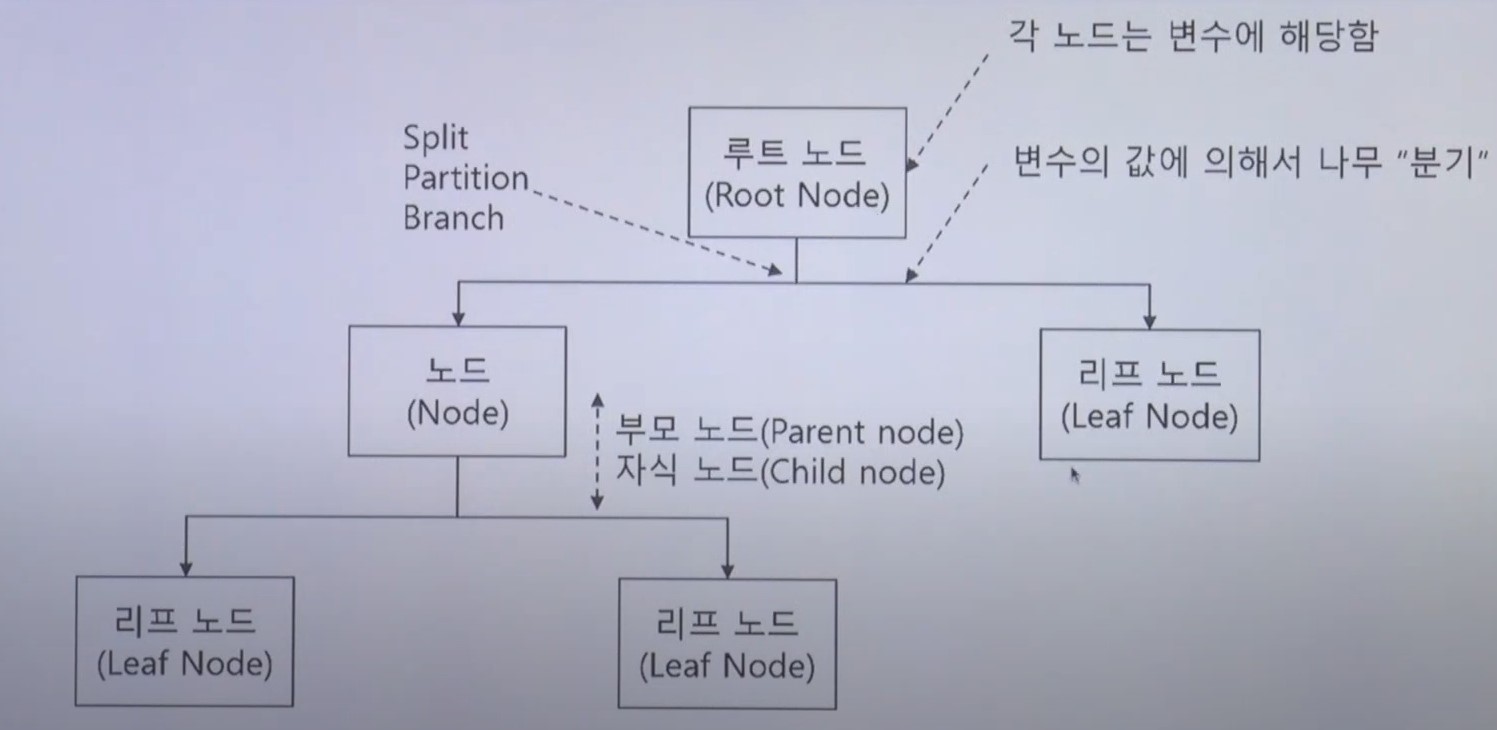 각 노드는 변수에 해당함
Split
Partition
Branch
루트 노드
(Root Node)
변수의 값에 의해서 나무 "분기"
노드
(Node)
부모 노드(Parent node)
자식 노드(Child node)
리프 노드
(Leaf Node)
리프 노드
(Leaf Node)
리프 노드
(Leaf Node)